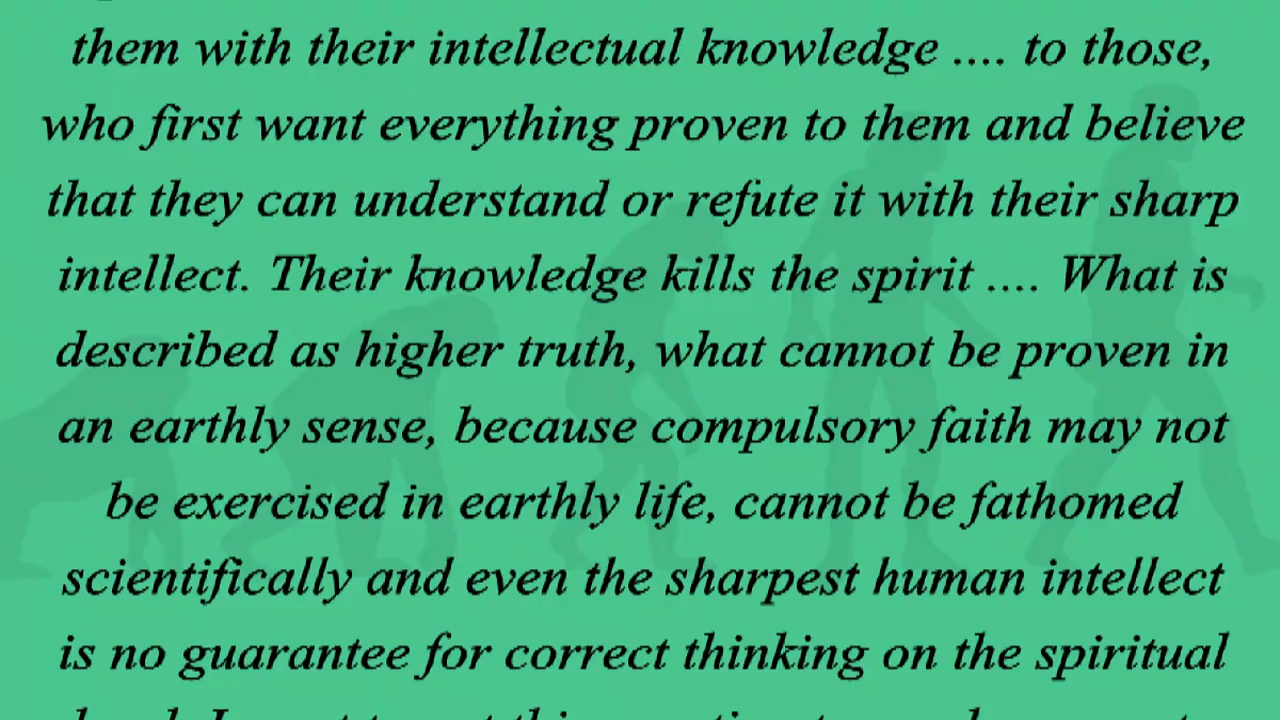 them with their intellectual knowledge .... to those,
who first want everything proven to them and believe
that they can understand or refute it with their sharp
intellect. Their knowledge kills the spirit .... What is
described as higher truth, what cannot be proven in
an earthly sense, because compulsory faith may not
be exercised in earthly life, cannot be fathomed
scientifically and even the sharpest human intellect
is no guarantee for correct thinking on the spiritual